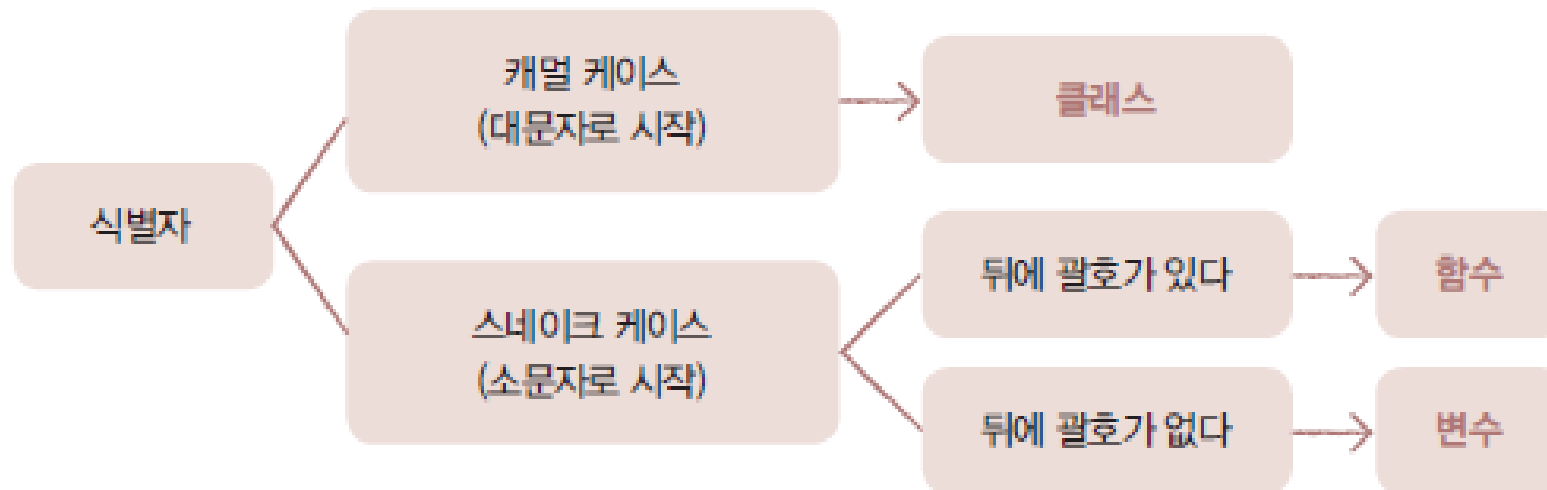 캐멀 케이스
(대문자로 시작)
클래스
식별자
스네이크 케이스
(소문자로 시작)
뒤에 괄호가 있다
함수
뒤에 괄호가 없다
변수